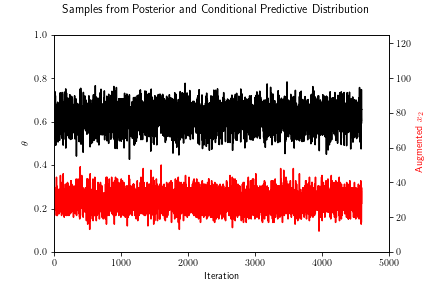 Samples from Posterior and Conditional Predictive Distribution
1.0
0.8
0.6
0.4
0.2
0.0
θ
120
100
80
60
40
20
0
Augmented x₂
0 1000 2000 3000 4000 5000
Iteration